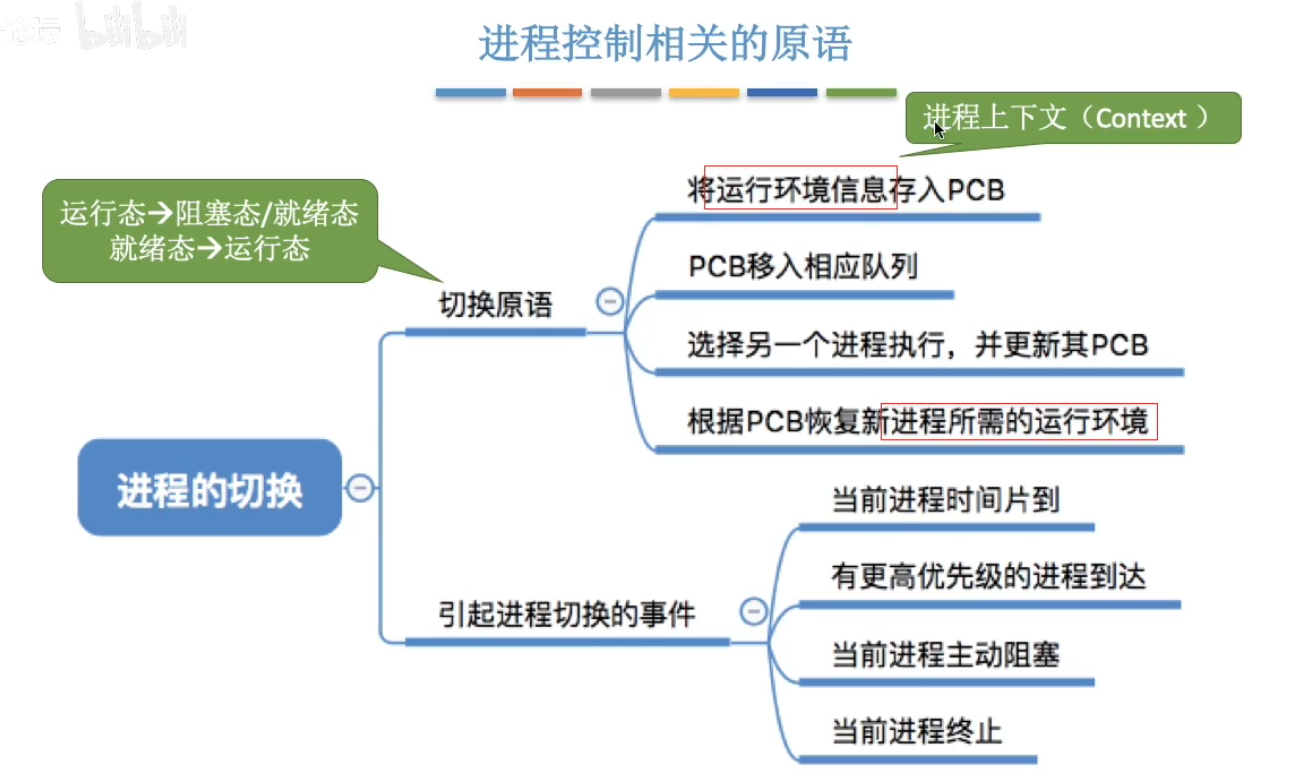 论坛 bilibili
进程控制相关的原语
进程上下文（Context ）
运行态→阻塞态/就绪态
就绪态→运行态
将运行环境信息存入PCB
PCB移入相应队列
切换原语
选择另一个进程执行，并更新其PCB
根据PCB恢复新进程所需的运行环境
进程的切换
当前进程时间片到
有更高优先级的进程到达
引起进程切换的事件
当前进程主动阻塞
当前进程终止